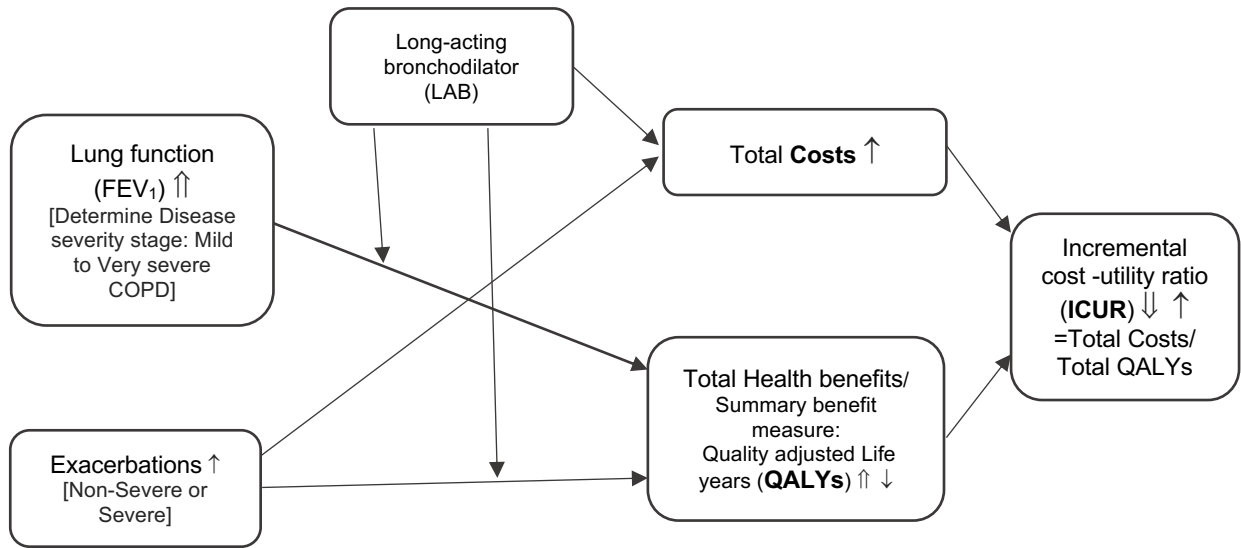 Long-acting
bronchodilator
(LAB)
Lung function
(FEV₁) ⇑
[Determine Disease
severity stage: Mild
to Very severe
COPD]
Total Costs ↑
Incremental
cost -utility ratio
(ICUR) ⇓ ↑
=Total Costs/
Total QALYs
Total Health benefits/
Summary benefit
measure:
Quality adjusted Life
years (QALYs) ⇑ ↓
Exacerbations ↑
[Non-Severe or
Severe]